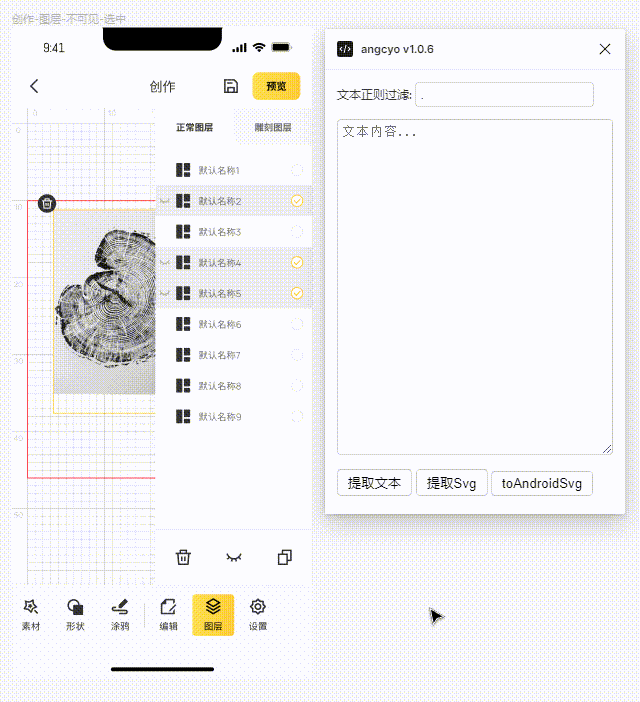 创作-图层-不可见-选中
9:41
创作
预览
0
10
正常图层
雕刻图层
0
10
20
30
40
50
默认名称1
默认名称2
默认名称3
默认名称4
默认名称5
默认名称6
默认名称7
默认名称8
默认名称9
素材
形状
涂鸦
编辑
图层
设置
angcyo v1.0.6
文本正则过滤:
.
文本内容...
提取文本
提取Svg
toAndroidSvg